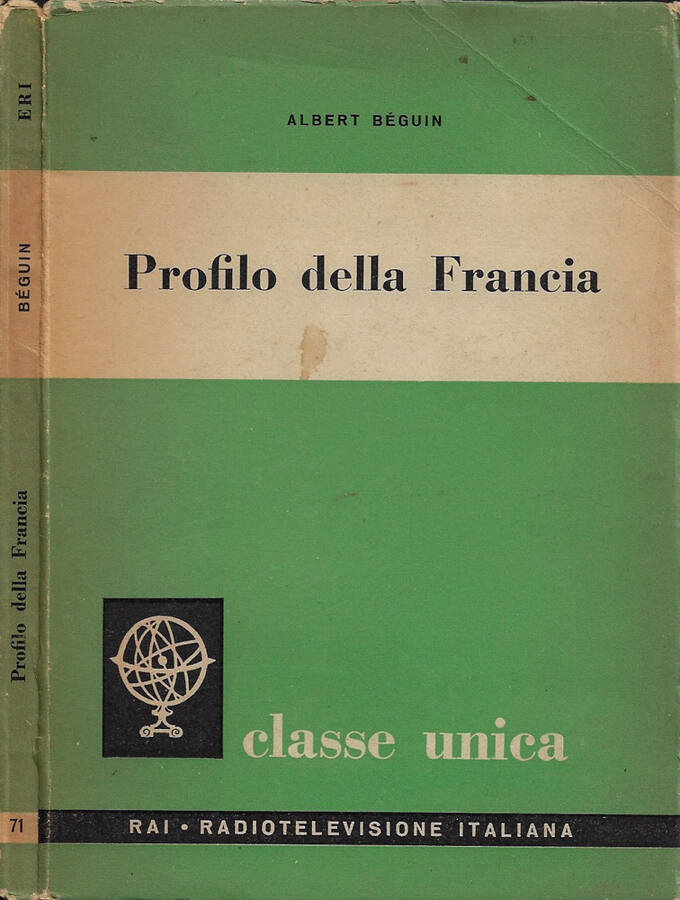 ERI
BÉGUIN
Profilo della Francia
71
ALBERT BÉGUIN
Profilo della Francia
classe unica
RAI • RADIOTELEVISIONE ITALIANA